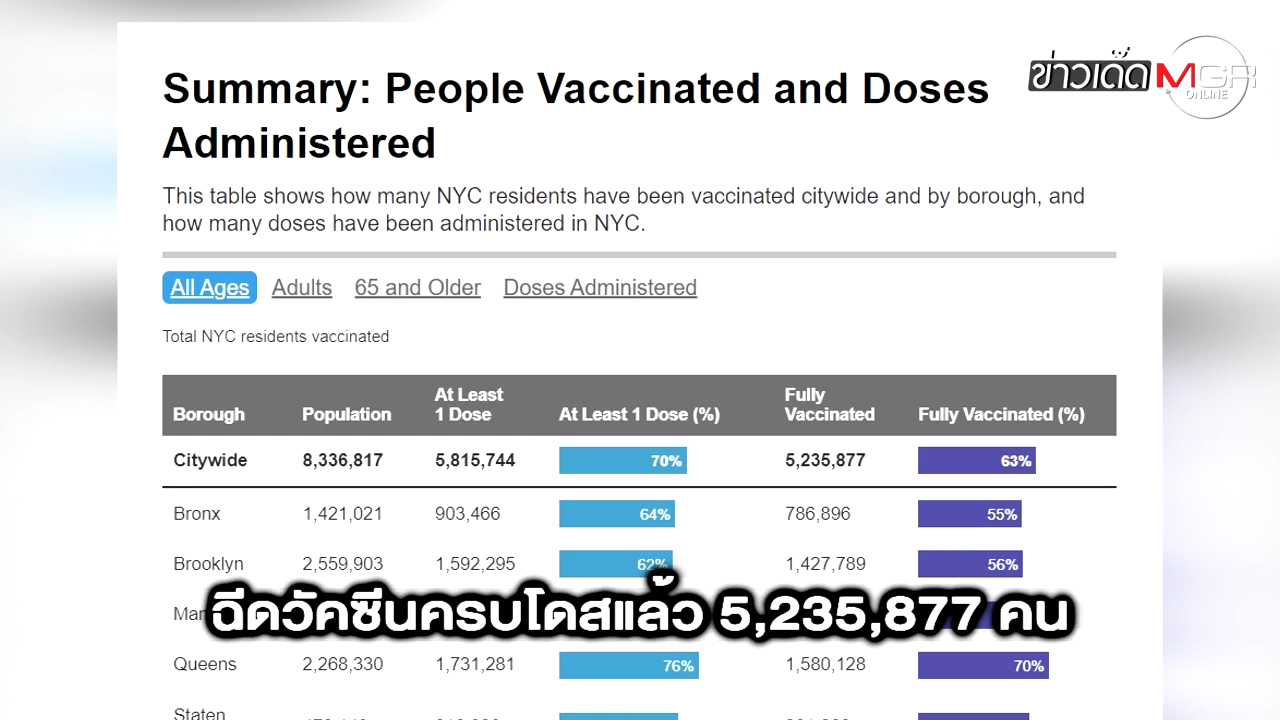 ข่าวเด็ด MGR
ONLINE
Summary: People Vaccinated and Doses
Administered
This table shows how many NYC residents have been vaccinated citywide and by borough, and
how many doses have been administered in NYC.
All Ages Adults 65 and Older Doses Administered
Total NYC residents vaccinated
Borough Population At Least 1 Dose At Least 1 Dose (%) Fully Vaccinated Fully Vaccinated (%)
Citywide 8,336,817 5,815,744 70% 5,235,877 63%
Bronx 1,421,021 903,466 64% 786,896 55%
Brooklyn 2,559,903 1,592,295 62% 1,427,789 56%
ฉีดวัคซีนครบโดสแล้ว 5,235,877 คน
Queens 2,268,330 1,731,281 76% 1,580,128 70%
Staten